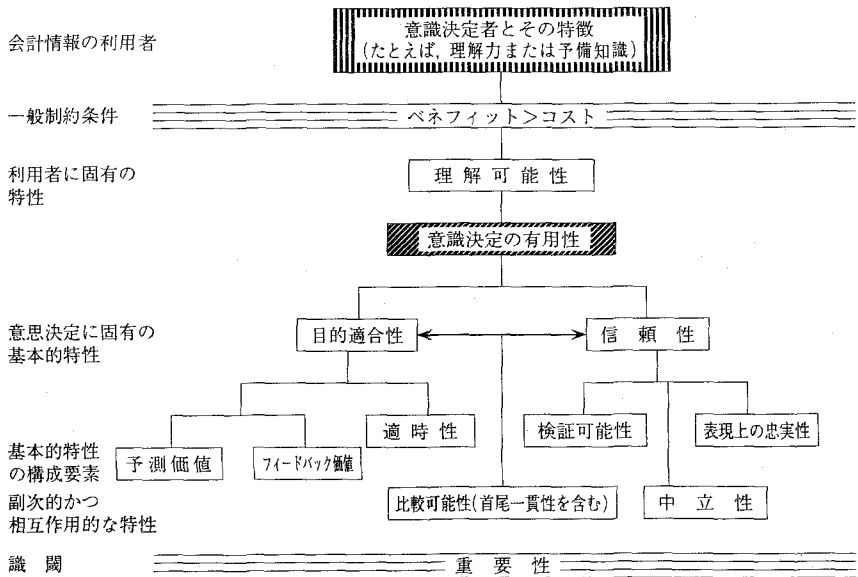 意識決定者とその特徴
会計情報の利用者
(たとえば, 理解力または予備知識)
一般制約条件
ベネフィット>コスト
利用者に固有の
特性
理解可能性
意識決定の有用性
意思決定に固有の
基本的特性
目的適合性
信頼性
適時性
検証可能性
表現上の忠実性
基本的特性
の構成要素
予測価値
フィードバック価値
副次的かつ
相互作用的な特性
比較可能性(首尾一貫性を含む)
中立性
識閾
重要性